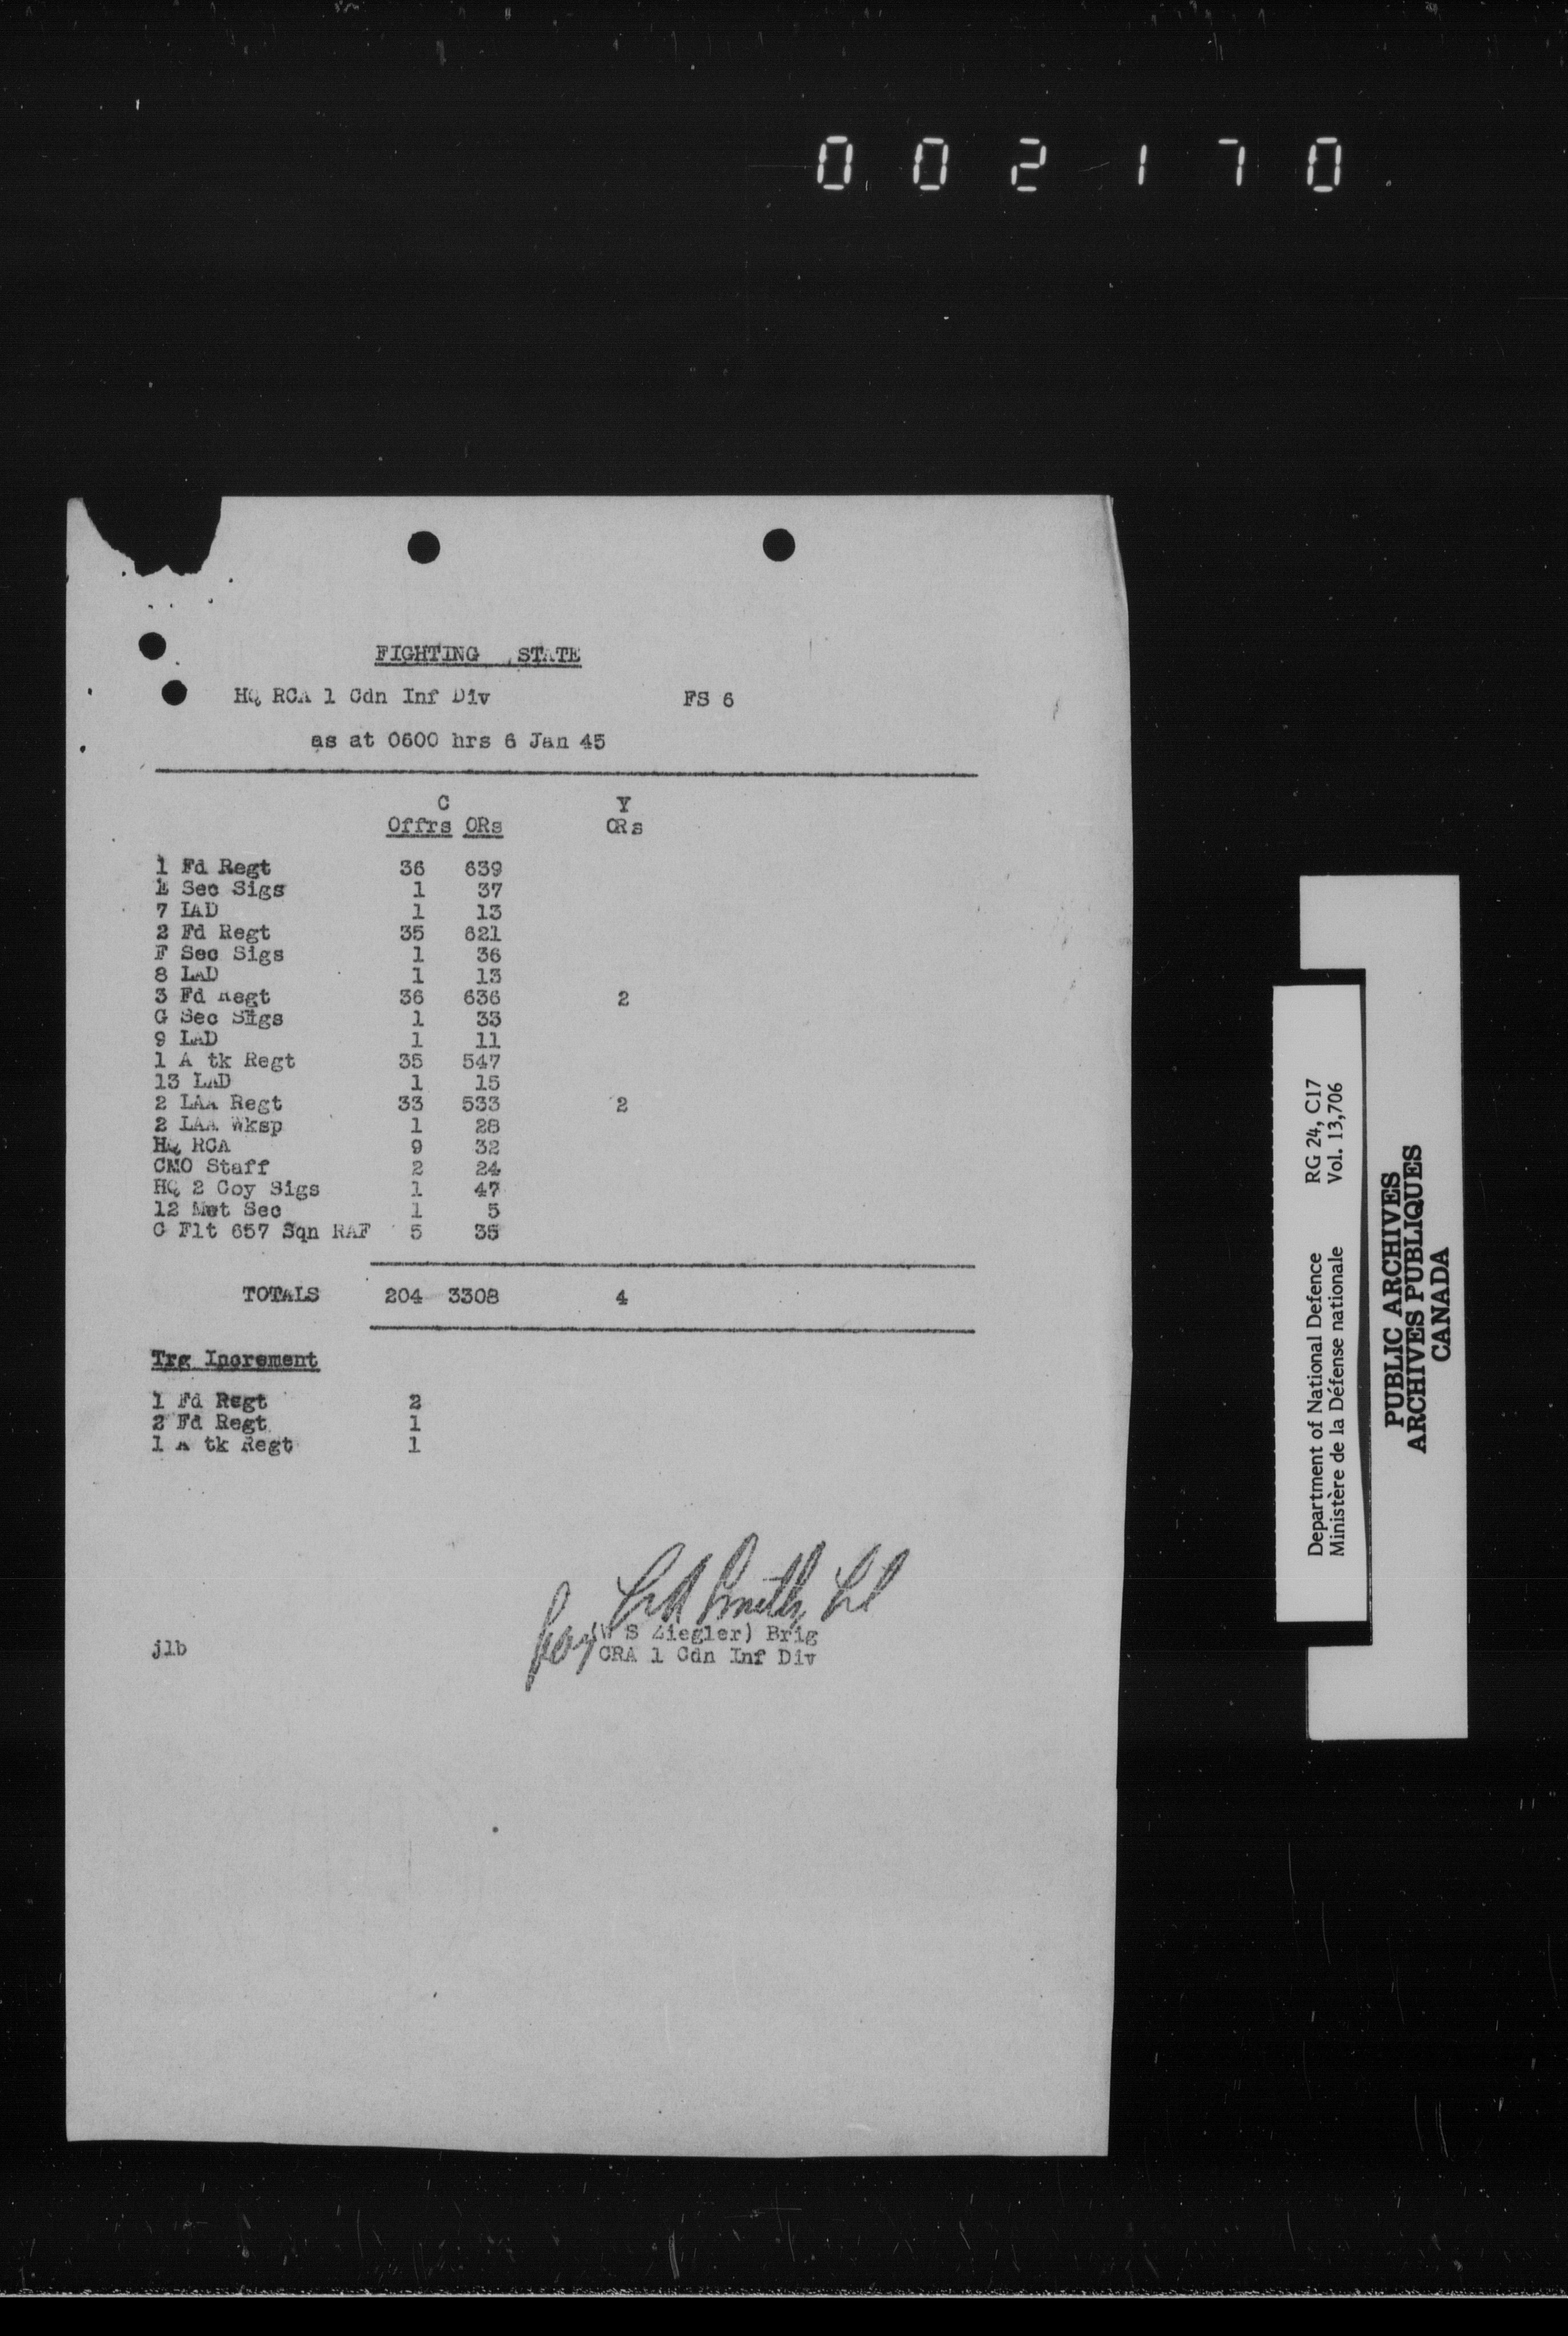 002170
FIGHTING STATE
HQ RCA 1 Cdn Inf Div FS 6
as at 0600 hrs 6 Jan 45
C Y
Offrs ORs ORs
1 Fd Regt 36 639
E Sec Sigs 1 37
7 LAD 1 13
2 Fd Regt 35 621
F Sec Sigs 1 36
8 LAD 1 13
3 Fd Regt 36 636 2
G Sec Sigs 1 33
9 LAD 1 11
1 A tk Regt 35 547
13 LAD 1 15
2 LAA Regt 33 533 2
2 LAA Wksp 1 28
HQ RCA 9 32
CMO Staff 2 24
HQ 2 Coy Sigs 1 47
12 Met Sec 1 5
C Flt 657 Sqn RAF 5 35
TOTALS 204 3308 4
Trg Increment
1 Fd Regt 2
2 Fd Regt 1
1 A tk Regt 1
Smith,
for (W S Ziegler) Brig
jlb CRA 1 Cdn Inf Div
Department of National Defence RG 24, C17
Ministère de la Défense nationale Vol. 13,706
PUBLIC ARCHIVES
ARCHIVES PUBLIQUES
CANADA